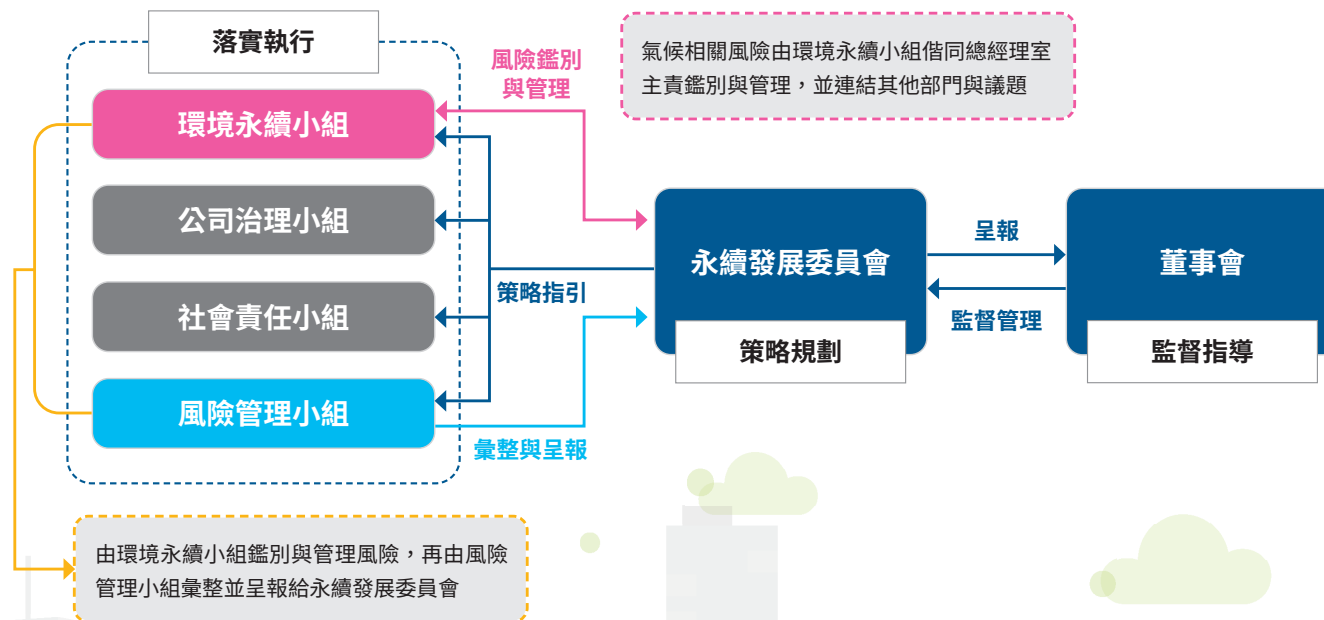 落實執行
環境永續小組
公司治理小組
社會責任小組
風險管理小組
風險鑑別
與管理
氣候相關風險由環境永續小組偕同總經理室
主責鑑別與管理，並連結其他部門與議題
策略指引
彙整與呈報
永續發展委員會
策略規劃
呈報
監督管理
董事會
監督指導
由環境永續小組鑑別與管理風險，再由風險
管理小組彙整並呈報給永續發展委員會